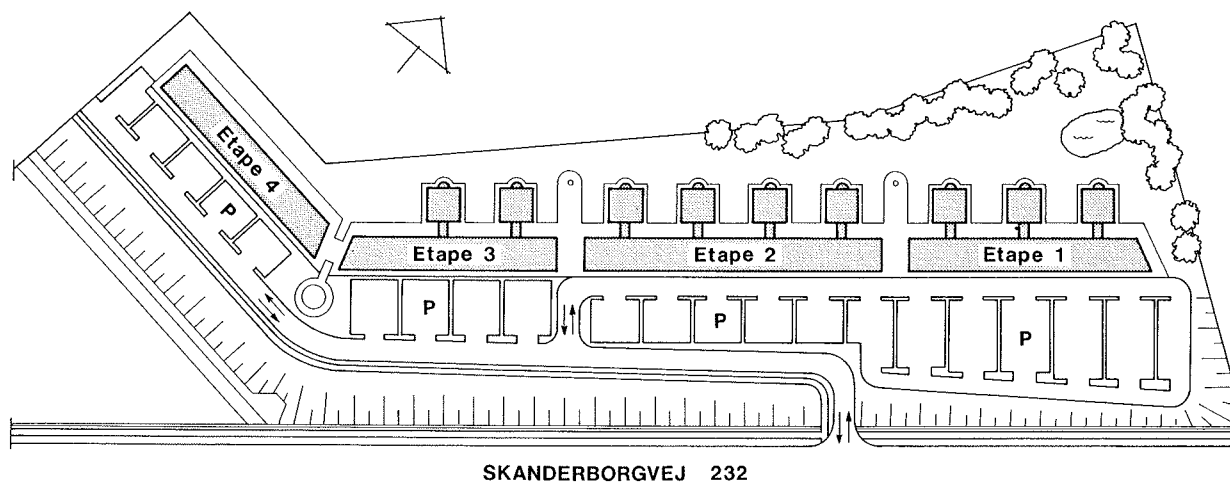 Etape 4
P
Etape 3
Etape 2
Etape 1
P
P
P
SKANDERBORGVEJ 232